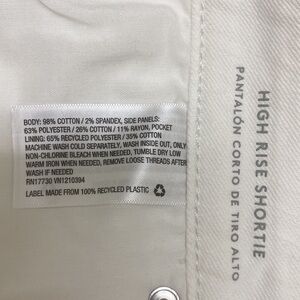 BODY: 98% COTTON / 2% SPANDEX, SIDE PANELS:
63% POLYESTER / 26% COTTON / 11% RAYON, POCKET
LINING: 65% RECYCLED POLYESTER / 35% COTTON
MACHINE WASH COLD SEPARATELY, WASH INSIDE OUT, ONLY
NON-CHLORINE BLEACH WHEN NEEDED, TUMBLE DRY LOW
WARM IRON WHEN NEEDED, REMOVE LOOSE THREADS AFTER
WASH IF NEEDED
RN17730 VN1210394
LABEL MADE FROM 100% RECYCLED PLASTIC
HIGH RISE SHORTIE
PANTALÓN CORTO DE TIRO ALTO